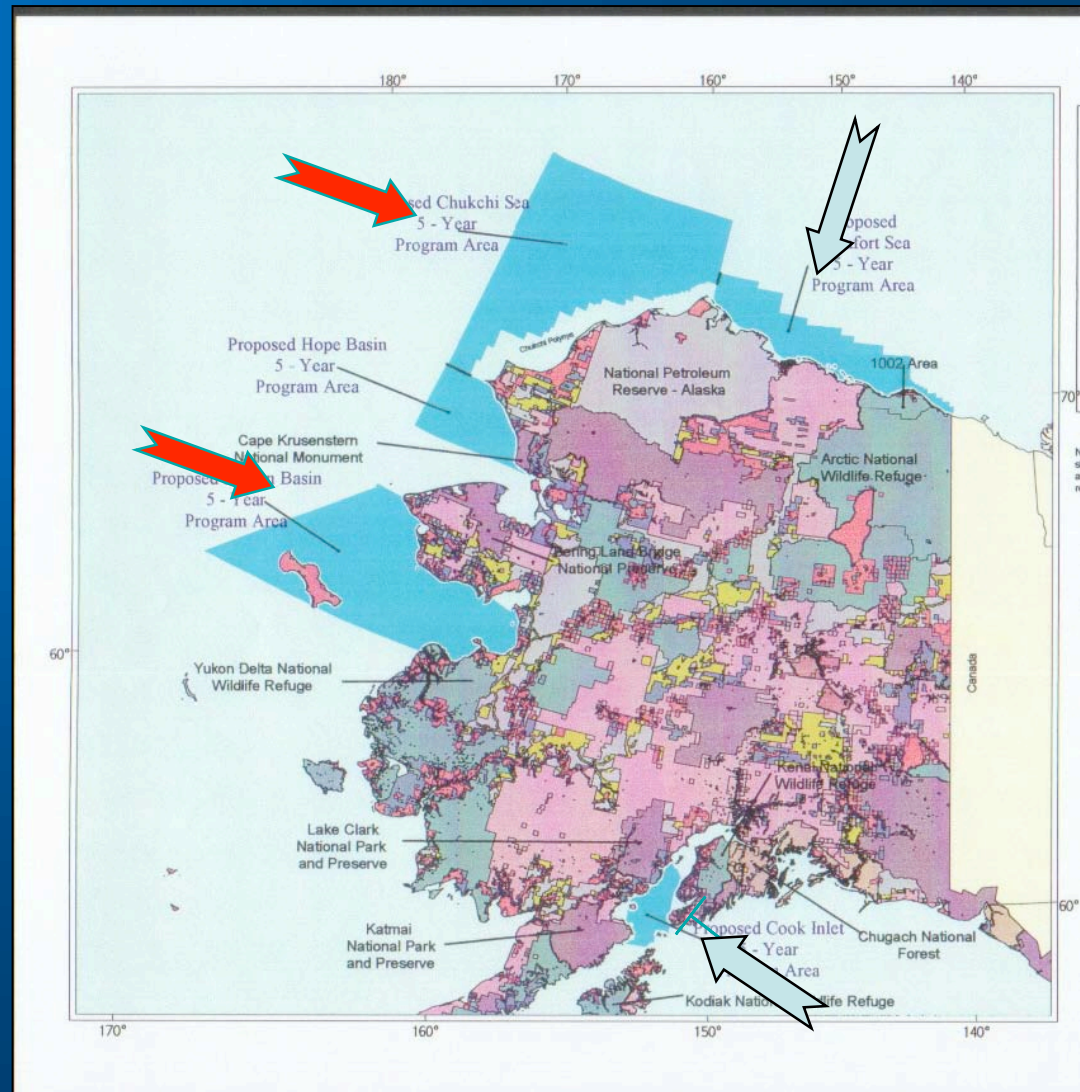 180°
170°
160°
150°
140°
sed Chukchi Sea
5 - Year
Program Area
oposed
fort Sea
5 - Year
Program Area
Chukchi Polynya
Proposed Hope Basin
5 - Year
Program Area
National Petroleum
Reserve - Alaska
1002 Area
70°
Cape Krusenstern
National Monument
Proposed Basin
5 - Year
Program Area
Arctic National
Wildlife Refuge
Bering Land Bridge
National Preserve
60°
Yukon Delta National
Wildlife Refuge
Canada
Kenai National
Wildlife Refuge
Lake Clark
National Park
and Preserve
Katmai
National Park
and Preserve
Proposed Cook Inlet
- Year
Area
Chugach National
Forest
60°
Kodiak National Wildlife Refuge
170°
160°
150°
140°